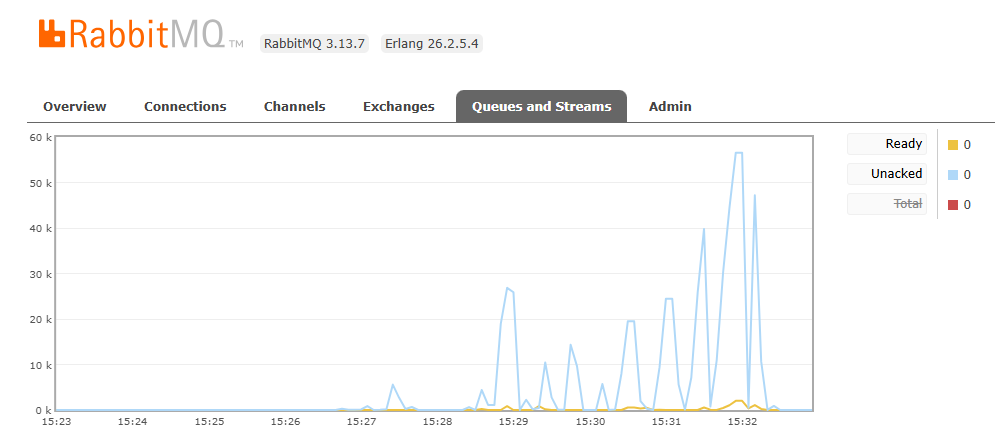 RabbitMQ TM RabbitMQ 3.13.7 Erlang 26.2.5.4
Overview Connections Channels Exchanges Queues and Streams Admin
60 k
50 k
40 k
30 k
20 k
10 k
0 k
15:23 15:24 15:25 15:26 15:27 15:28 15:29 15:30 15:31 15:32
Ready 0
Unacked 0
Total 0